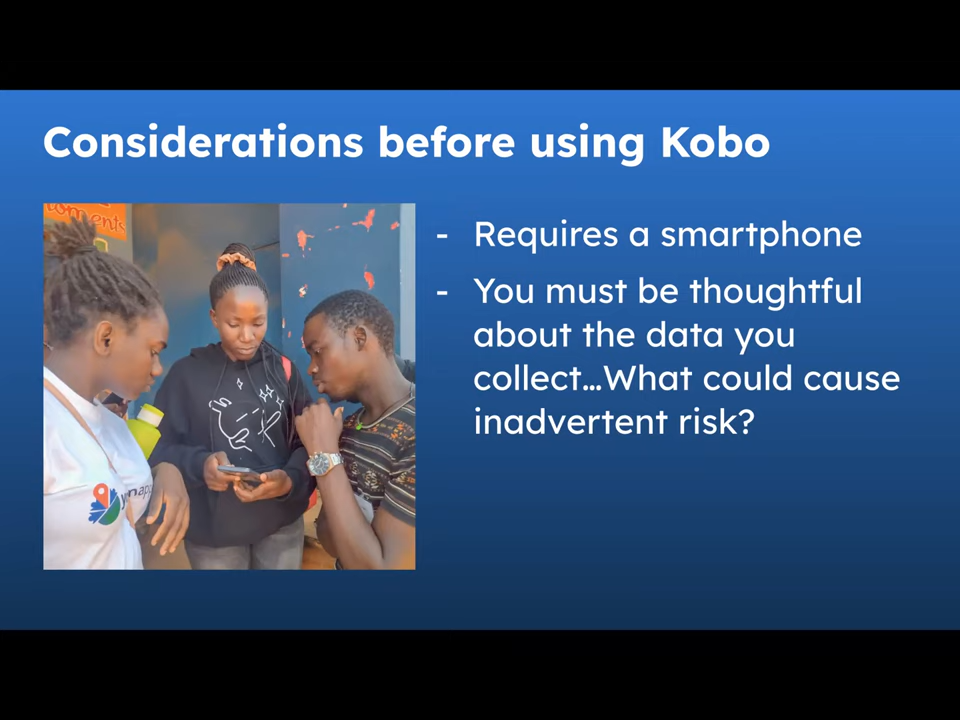 Considerations before using Kobo
- Requires a smartphone
- You must be thoughtful
about the data you
collect...What could cause
inadvertent risk?